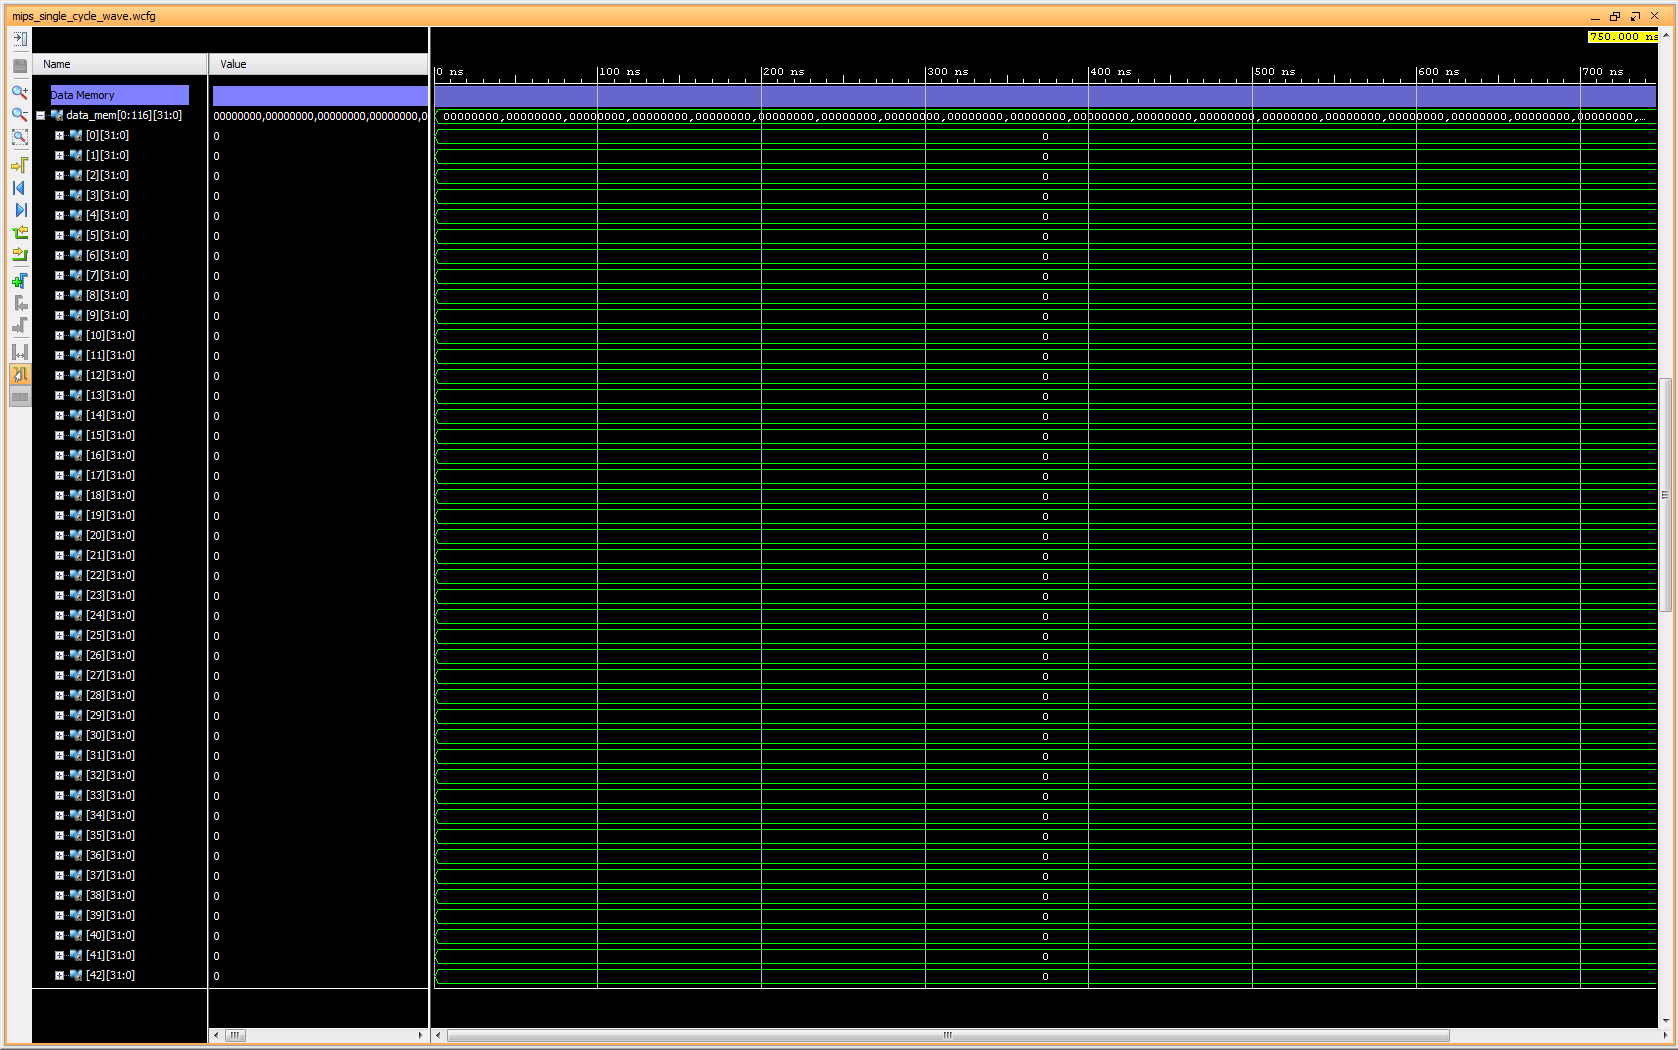 mips_single_cycle_wave.wcfg
750.000 ns
Name Value
0 ns 100 ns 200 ns 300 ns 400 ns 500 ns 600 ns 700 ns
Data Memory
data_mem[0:116][31:0] 00000000,00000000,00000000,00000000,0 00000000,00000000,00000000,00000000,00000000,00000000,00000000,00000000,00000000,00000000,00000000,00000000,00000000,00000000,00000000,00000000,00000000,00000000,00000000,...
[0][31:0] 0 0
[1][31:0] 0 0
[2][31:0] 0 0
[3][31:0] 0 0
[4][31:0] 0 0
[5][31:0] 0 0
[6][31:0] 0 0
[7][31:0] 0 0
[8][31:0] 0 0
[9][31:0] 0 0
[10][31:0] 0 0
[11][31:0] 0 0
[12][31:0] 0 0
[13][31:0] 0 0
[14][31:0] 0 0
[15][31:0] 0 0
[16][31:0] 0 0
[17][31:0] 0 0
[18][31:0] 0 0
[19][31:0] 0 0
[20][31:0] 0 0
[21][31:0] 0 0
[22][31:0] 0 0
[23][31:0] 0 0
[24][31:0] 0 0
[25][31:0] 0 0
[26][31:0] 0 0
[27][31:0] 0 0
[28][31:0] 0 0
[29][31:0] 0 0
[30][31:0] 0 0
[31][31:0] 0 0
[32][31:0] 0 0
[33][31:0] 0 0
[34][31:0] 0 0
[35][31:0] 0 0
[36][31:0] 0 0
[37][31:0] 0 0
[38][31:0] 0 0
[39][31:0] 0 0
[40][31:0] 0 0
[41][31:0] 0 0
[42][31:0] 0 0